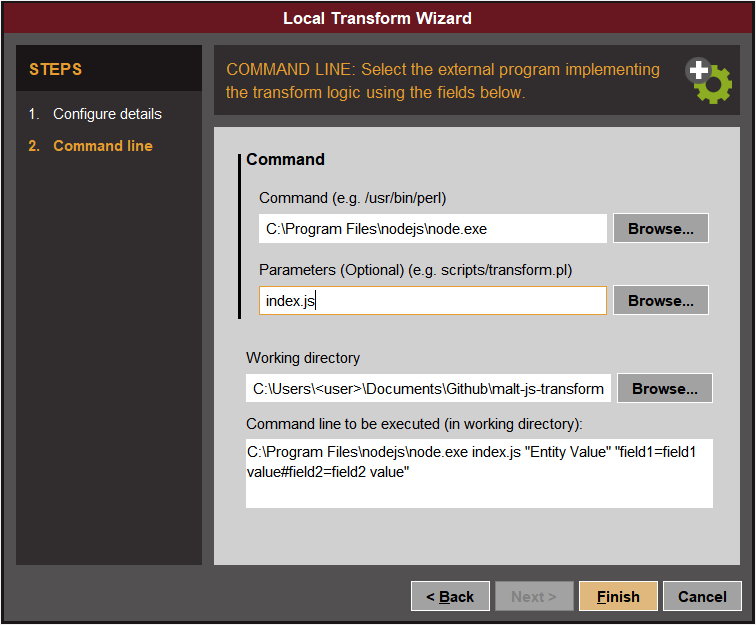 Local Transform Wizard
STEPS
1. Configure details
2. Command line
COMMAND LINE: Select the external program implementing
the transform logic using the fields below.
Command
Command (e.g. /usr/bin/perl)
C:\Program Files\nodejs\node.exe
Browse...
Parameters (Optional) (e.g. scripts/transform.pl)
index.js
Browse...
Working directory
C:\Users\<user>\Documents\Github\malt-js-transform
Browse...
Command line to be executed (in working directory):
C:\Program Files\nodejs\node.exe index.js "Entity Value" "field1=field1
value#field2=field2 value"
< Back
Next >
Finish
Cancel